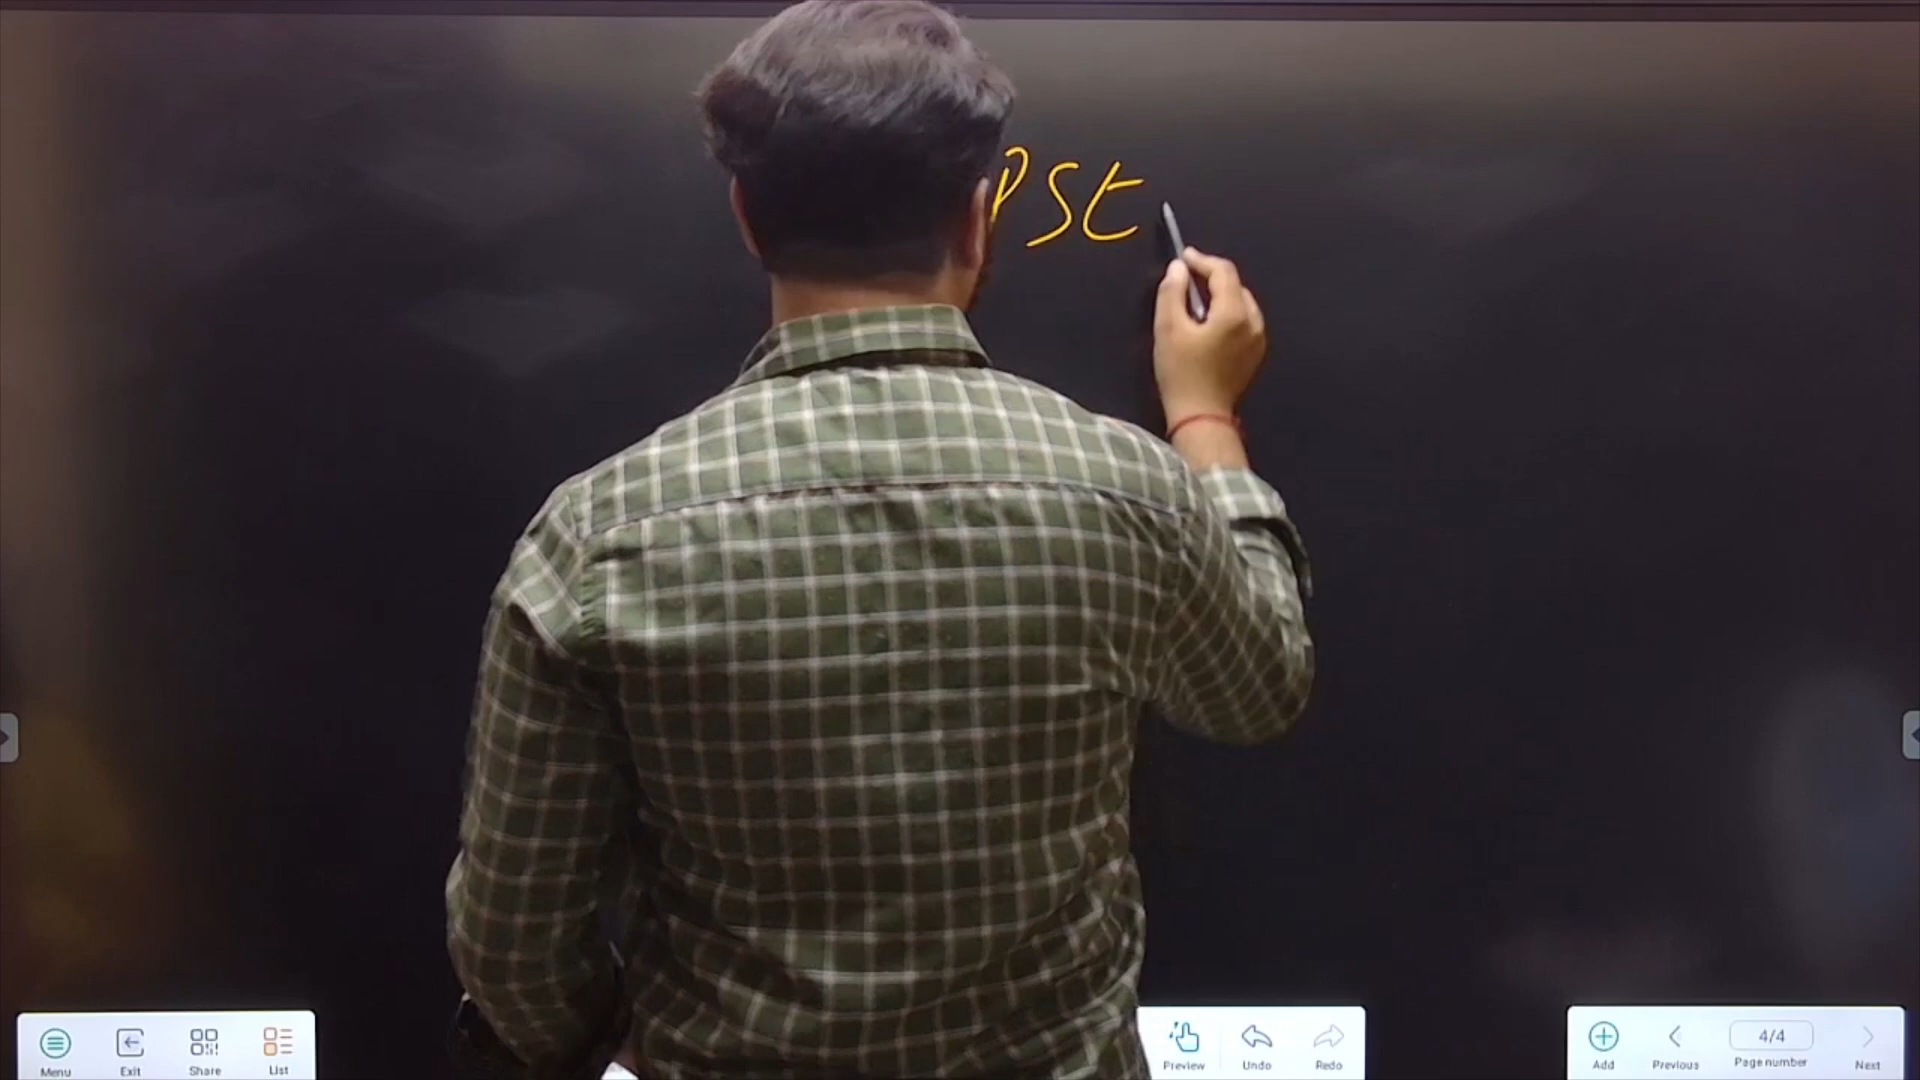 PSt
Menu Exit Share List
Preview Undo Redo
Add Previous 4/4 Page number Next